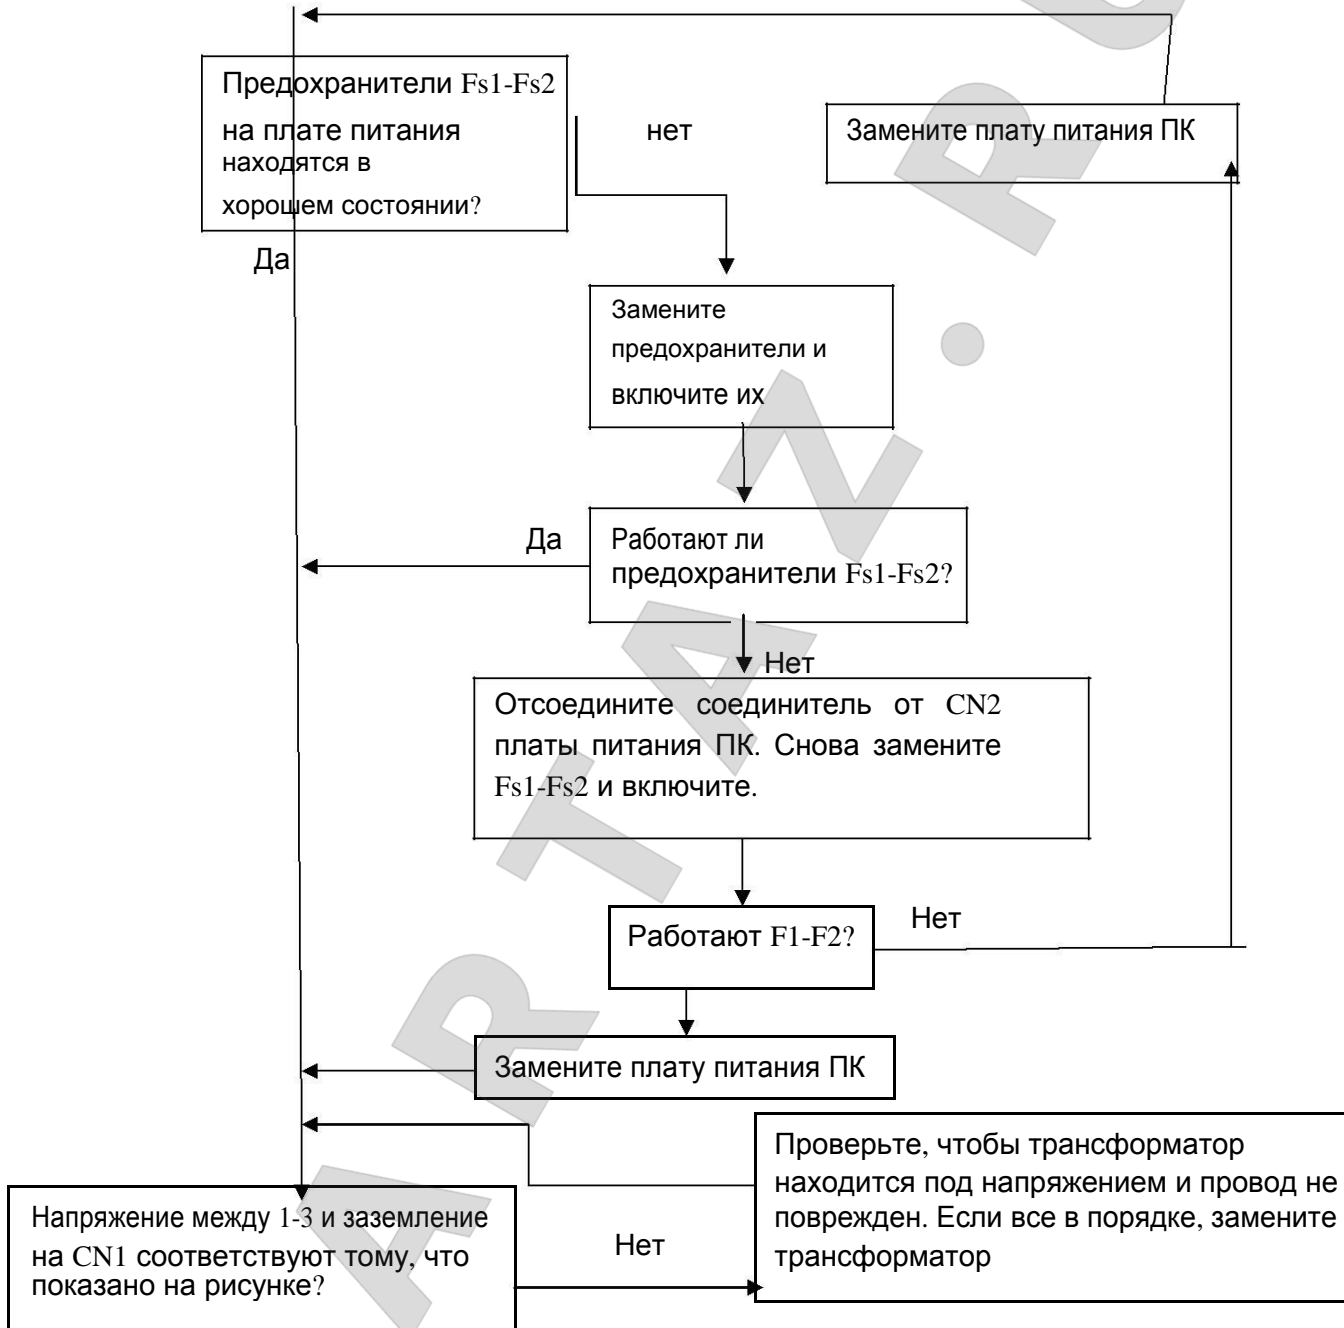 Предохранители Fs1-Fs2
на плате питания
находятся в
хорошем состоянии?
нет
Замените плату питания ПК
Да
Замените
предохранители и
включите их
Да
Работают ли
предохранители Fs1-Fs2?
Нет
Отсоедините соединитель от CN2
платы питания ПК. Снова замените
Fs1-Fs2 и включите.
Работают F1-F2?
Нет
Замените плату питания ПК
Проверьте, чтобы трансформатор
находится под напряжением и провод не
поврежден. Если все в порядке, замените
трансформатор
Напряжение между 1-3 и заземление
на CN1 соответствуют тому, что
показано на рисунке?
Нет
ARTAZ.RU